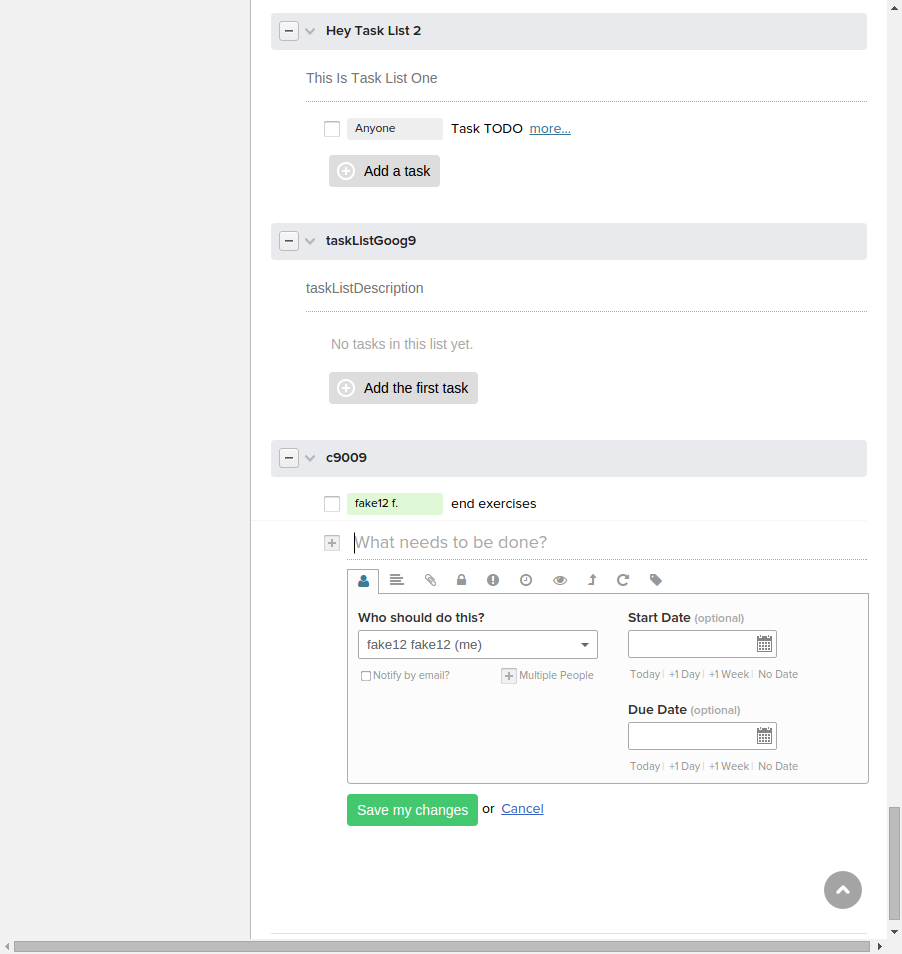 Hey Task List 2
This Is Task List One
Anyone Task TODO more...
Add a task
taskListGoog9
taskListDescription
No tasks in this list yet.
Add the first task
c9009
fake12 f. end exercises
What needs to be done?
Who should do this? Start Date (optional)
fake12 fake12 (me)
Notify by email? Multiple People Today | +1 Day | +1 Week | No Date
Due Date (optional)
Today | +1 Day | +1 Week | No Date
Save my changes or Cancel